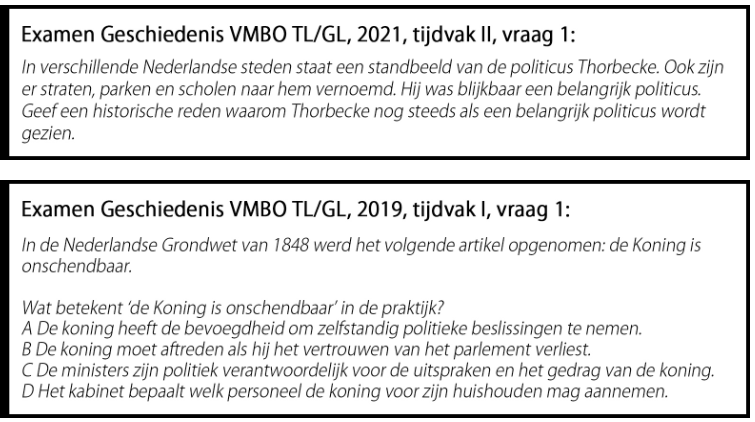 Examen Geschiedenis VMBO TL/GL, 2021, tijdvak II, vraag 1:
In verschillende Nederlandse steden staat een standbeeld van de politicus Thorbecke. Ook zijn
er straten, parken en scholen naar hem vernoemd. Hij was blijkbaar een belangrijk politicus.
Geef een historische reden waarom Thorbecke nog steeds als een belangrijk politicus wordt
gezien.
Examen Geschiedenis VMBO TL/GL, 2019, tijdvak I, vraag 1:
In de Nederlandse Grondwet van 1848 werd het volgende artikel opgenomen: de Koning is
onschendbaar.
Wat betekent ‘de Koning is onschendbaar’ in de praktijk?
A De koning heeft de bevoegdheid om zelfstandig politieke beslissingen te nemen.
B De koning moet aftreden als hij het vertrouwen van het parlement verliest.
C De ministers zijn politiek verantwoordelijk voor de uitspraken en het gedrag van de koning.
D Het kabinet bepaalt welk personeel de koning voor zijn huishouden mag aannemen.